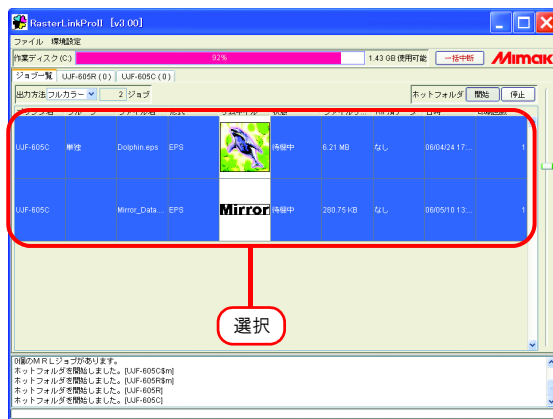 RasterLinkProII [v3.00]
ファイル 環境設定
作業ディスク(C:) 92% 1.43 GB 使用可能 一括中断 Mimaki
ジョブ一覧 UJF-605R ( 0 ) UJF-605C ( 0 )
出力方法 フルカラー 2 ジョブ ホットフォルダ 開始 停止
UJF-605C 単独 Dolphin.eps EPS 待機中 6.21 MB なし 06/04/24 17:... 1
UJF-605C Mirror_Data... EPS Mirror 待機中 280.75 KB なし 06/05/10 13:... 1
選択
0個のMRLジョブがあります。
ホットフォルダを開始しました。[UJF-605C$m]
ホットフォルダを開始しました。[UJF-605R$m]
ホットフォルダを開始しました。[UJF-605R]
ホットフォルダを開始しました。[UJF-605C]